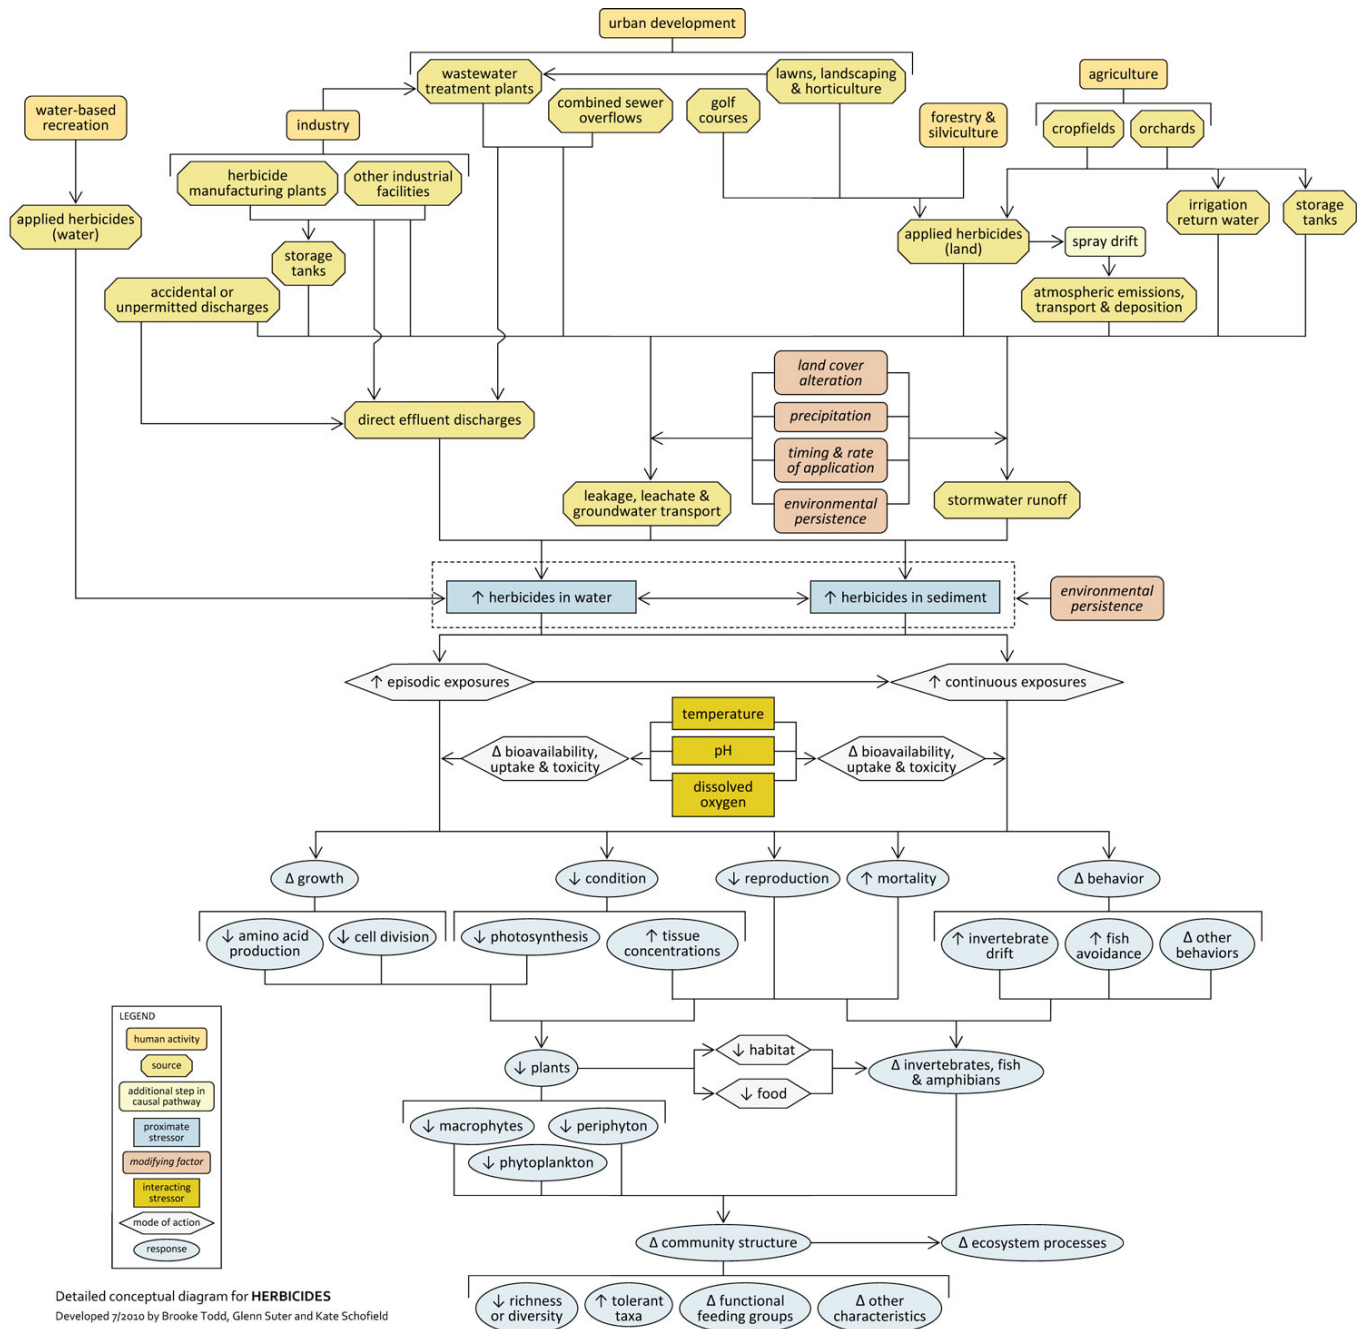 urban development
wastewater
treatment plants
lawns, landscaping
& horticulture
agriculture
water-based
recreation
industry
combined sewer
overflows
golf
courses
forestry &
silviculture
cropfields
orchards
herbicide
manufacturing plants
other industrial
facilities
applied herbicides
(water)
applied herbicides
(land)
spray drift
irrigation
return water
storage
tanks
storage
tanks
accidental or
unpermitted discharges
atmospheric emissions,
transport & deposition
land cover
alteration
precipitation
timing & rate
of application
environmental
persistence
direct effluent discharges
leakage, leachate &
groundwater transport
stormwater runoff
↑ herbicides in water
↑ herbicides in sediment
environmental
persistence
↑ episodic exposures
↑ continuous exposures
temperature
pH
dissolved
oxygen
Δ bioavailability,
uptake & toxicity
Δ bioavailability,
uptake & toxicity
Δ growth
↓ condition
↓ reproduction
↑ mortality
Δ behavior
↓ amino acid
production
↓ cell division
↓ photosynthesis
↑ tissue
concentrations
↑ invertebrate
drift
↑ fish
avoidance
Δ other
behaviors
↓ plants
↓ habitat
↓ food
Δ invertebrates, fish
& amphibians
↓ macrophytes
↓ periphyton
↓ phytoplankton
Δ community structure
Δ ecosystem processes
↓ richness
or diversity
↑ tolerant
taxa
Δ functional
feeding groups
Δ other
characteristics
LEGEND
human activity
source
additional step in
causal pathway
proximate
stressor
modifying factor
interacting
stressor
mode of action
response
Detailed conceptual diagram for HERBICIDES
Developed 7/2010 by Brooke Todd, Glenn Suter and Kate Schofield